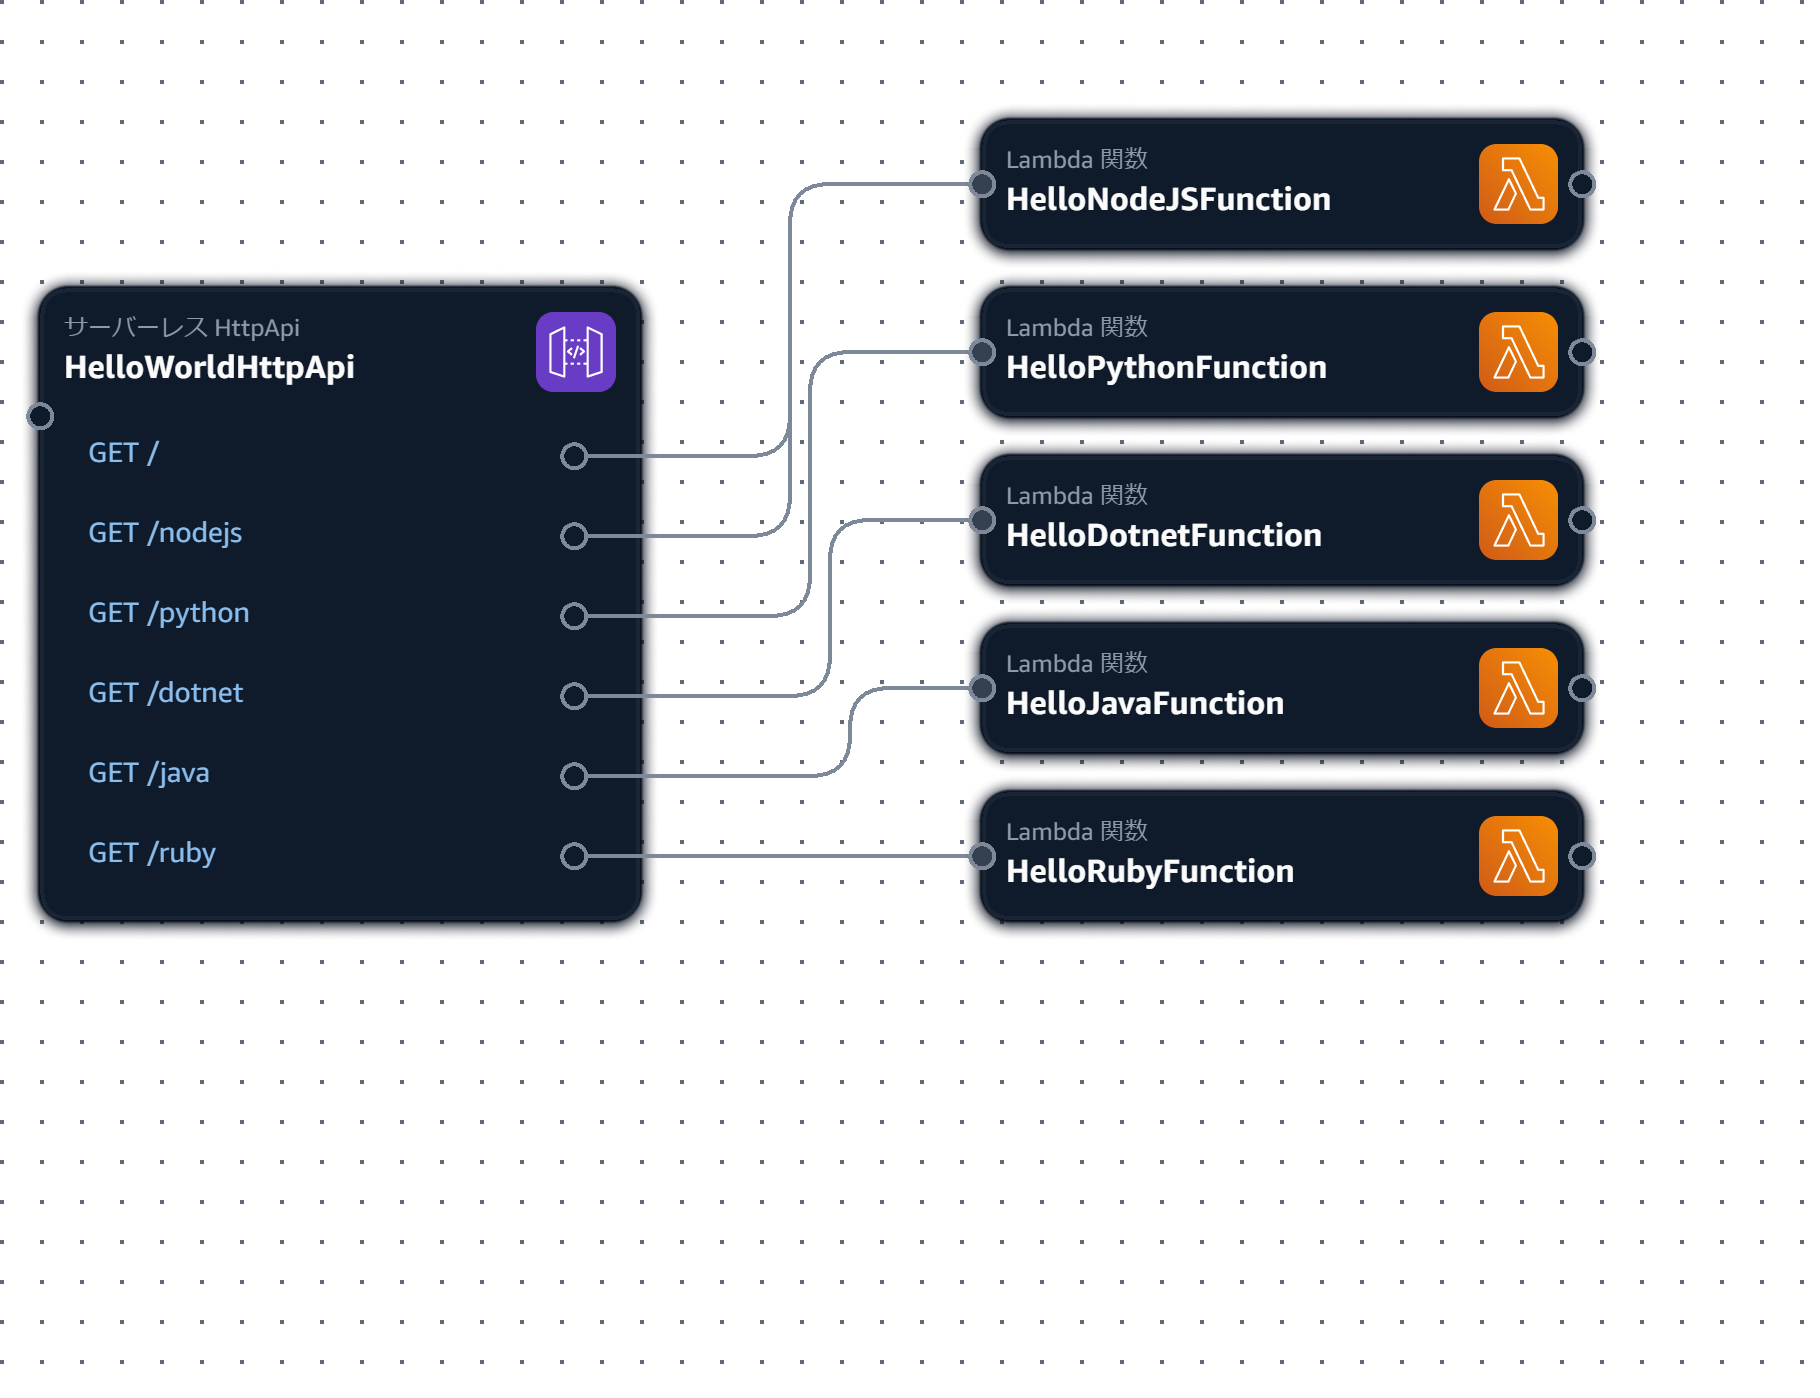 サーバーレス HttpApi
HelloWorldHttpApi
GET /
GET /nodejs
GET /python
GET /dotnet
GET /java
GET /ruby
Lambda 関数
HelloNodeJSFunction
Lambda 関数
HelloPythonFunction
Lambda 関数
HelloDotnetFunction
Lambda 関数
HelloJavaFunction
Lambda 関数
HelloRubyFunction